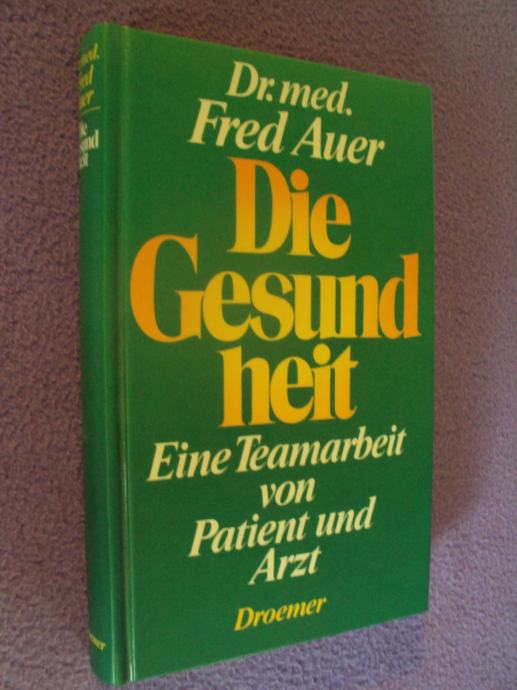 Dr. med.
Fred Auer
Die
Gesund
heit
Eine Teamarbeit
von
Patient und
Arzt
Droemer